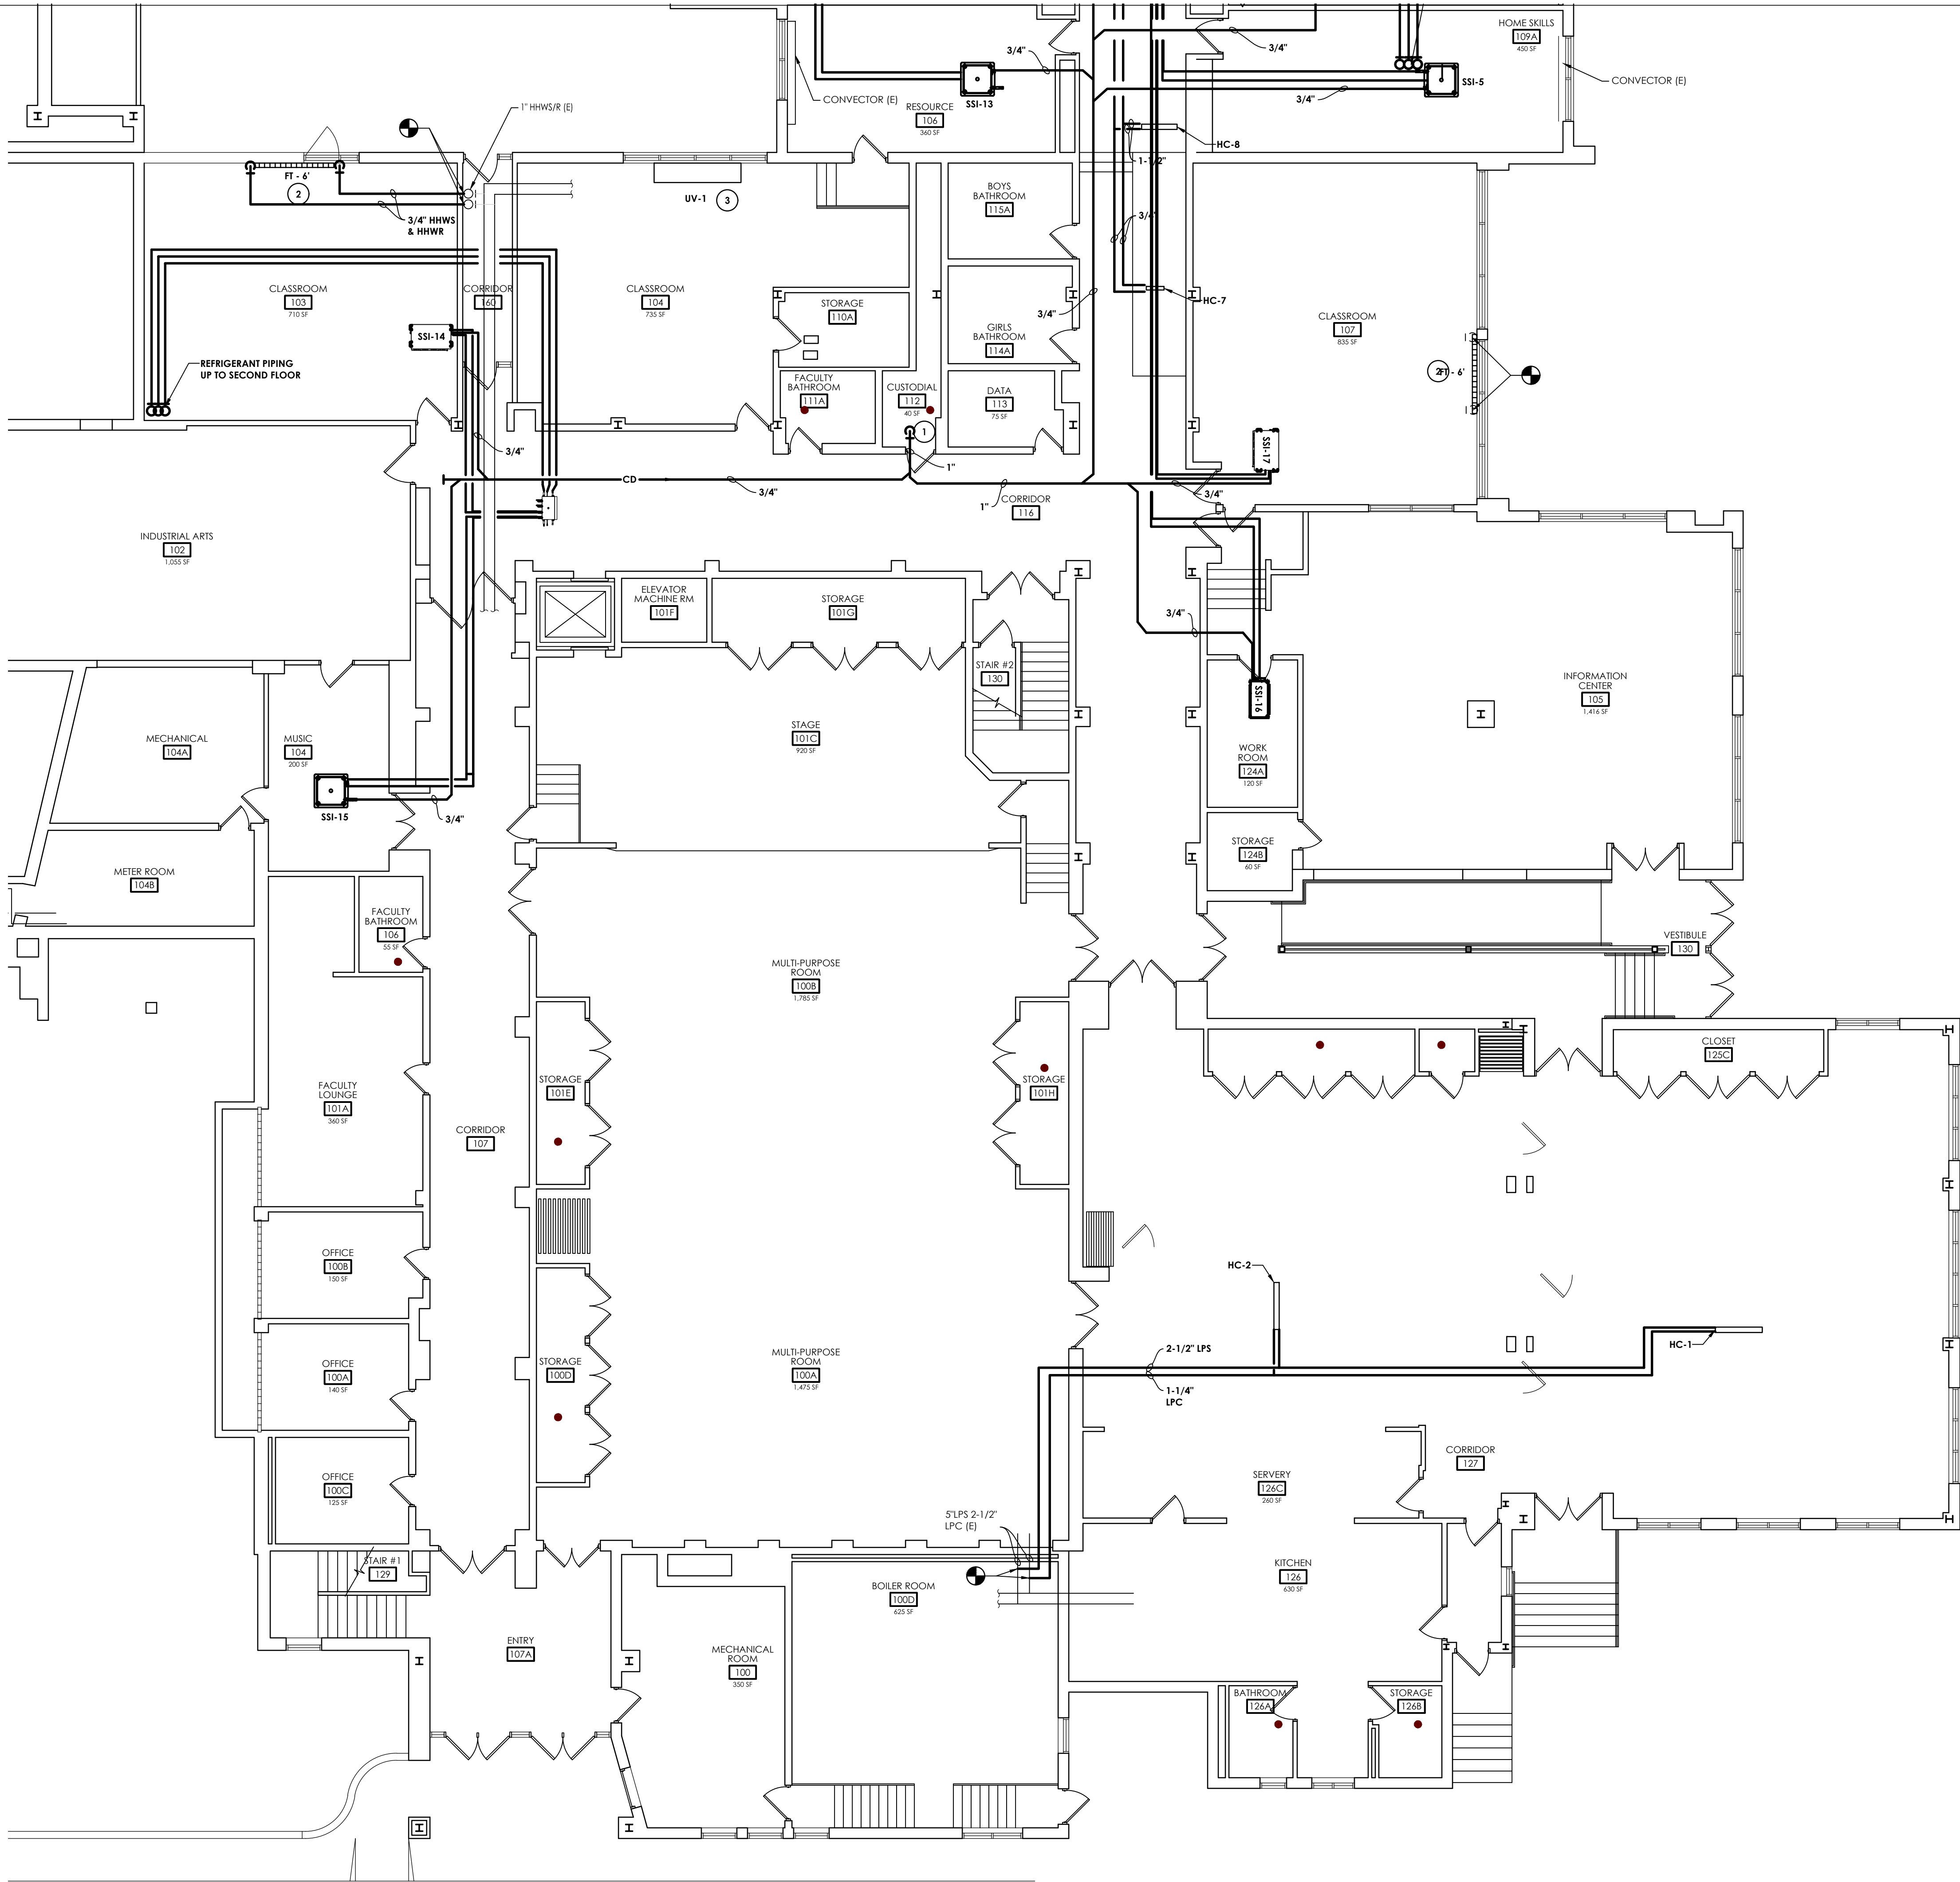 HOME SKILLS
109A
450 SF
3/4"
3/4"
SSI-13
SSI-5
CONVECTOR (E)
CONVECTOR (E)
3/4"
RESOURCE
106
360 SF
1" HHWS/R (E)
HC-8
1-1/2"
FT - 6'
2
UV-1
3
3/4" HHWS
& HHWR
BOYS
BATHROOM
115A
3/4"
CLASSROOM
103
710 SF
CORRIDOR
160
CLASSROOM
104
735 SF
STORAGE
110A
3/4"
HC-7
GIRLS
BATHROOM
114A
CLASSROOM
107
835 SF
SSI-14
REFRIGERANT PIPING
UP TO SECOND FLOOR
FACULTY
BATHROOM
111A
CUSTODIAL
112
40 SF
DATA
113
75 SF
2
FT - 6'
1
3/4"
1"
SSI-17
CD
3/4"
3/4"
1"
CORRIDOR
116
INDUSTRIAL ARTS
102
1,055 SF
ELEVATOR
MACHINE RM
101F
STORAGE
101G
3/4"
STAIR #2
130
SSI-16
INFORMATION
CENTER
105
1,416 SF
MECHANICAL
104A
MUSIC
104
200 SF
STAGE
101C
920 SF
WORK
ROOM
124A
120 SF
SSI-15
3/4"
STORAGE
124B
60 SF
METER ROOM
104B
FACULTY
BATHROOM
106
55 SF
VESTIBULE
130
MULTI-PURPOSE
ROOM
100B
1,785 SF
CLOSET
125C
FACULTY
LOUNGE
101A
360 SF
STORAGE
101E
STORAGE
101H
CORRIDOR
107
OFFICE
100B
150 SF
HC-2
OFFICE
100A
140 SF
STORAGE
100D
MULTI-PURPOSE
ROOM
100A
1,475 SF
2-1/2" LPS
HC-1
1-1/4"
LPC
OFFICE
100C
125 SF
SERVERY
126C
260 SF
CORRIDOR
127
5"LPS 2-1/2"
LPC (E)
STAIR #1
129
BOILER ROOM
100D
625 SF
KITCHEN
126
630 SF
ENTRY
107A
MECHANICAL
ROOM
100
350 SF
BATHROOM
126A
STORAGE
126B